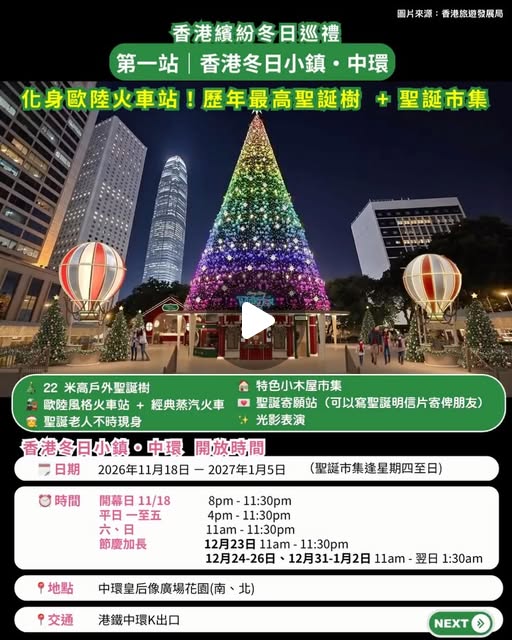 圖片來源：香港旅遊發展局
香港繽紛冬日巡禮
第一站｜香港冬日小鎮・中環
化身歐陸火車站！歷年最高聖誕樹 + 聖誕市集
22 米高戶外聖誕樹
歐陸風格火車站 + 經典蒸汽火車
聖誕老人不時現身
特色小木屋市集
聖誕寄願站（可以寫聖誕明信片寄俾朋友）
光影表演
香港冬日小鎮・中環 開放時間
日期 2026年11月18日 － 2027年1月5日 （聖誕市集逢星期四至日）
時間 開幕日 11/18 8pm - 11:30pm
平日 一至五 4pm - 11:30pm
六、日 11am - 11:30pm
節慶加長 12月23日 11am - 11:30pm
12月24-26日、12月31-1月2日 11am - 翌日 1:30am
地點 中環皇后像廣場花園(南、北)
交通 港鐵中環K出口
NEXT